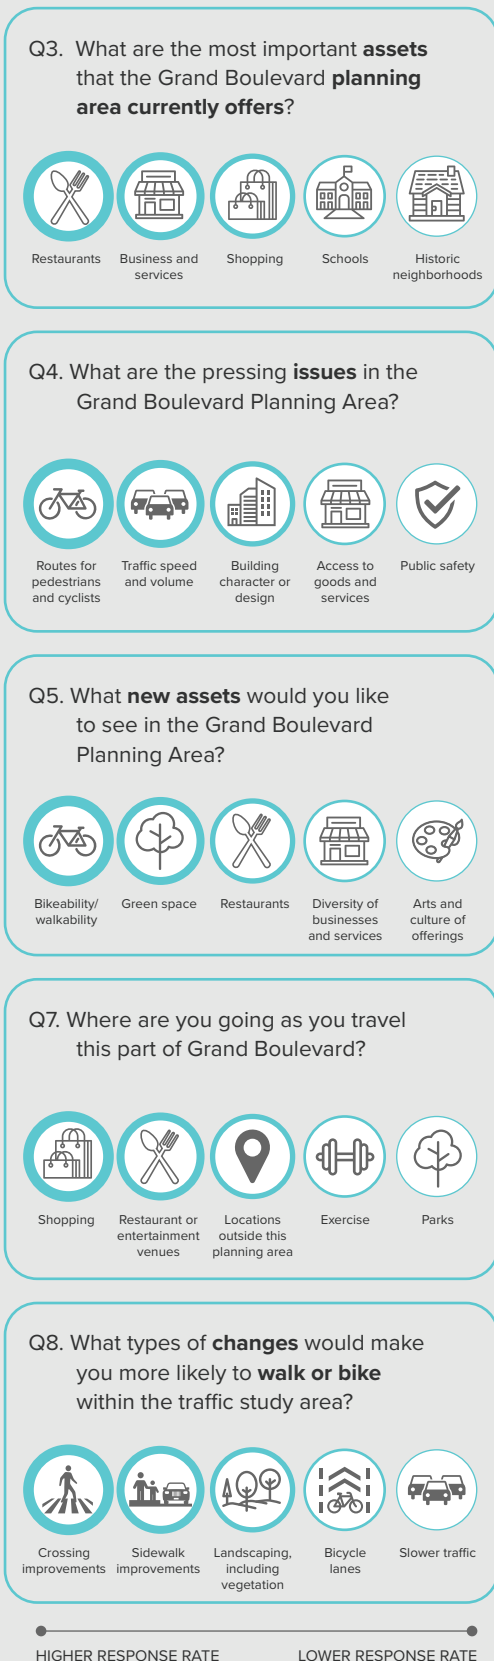 Q3. What are the most important assets
that the Grand Boulevard planning
area currently offers?
Restaurants
Business and
services
Shopping
Schools
Historic
neighborhoods
Q4. What are the pressing issues in the
Grand Boulevard Planning Area?
Routes for
pedestrians
and cyclists
Traffic speed
and volume
Building
character or
design
Access to
goods and
services
Public safety
Q5. What new assets would you like
to see in the Grand Boulevard
Planning Area?
Bikeability/
walkability
Green space
Restaurants
Diversity of
businesses
and services
Arts and
culture of
offerings
Q7. Where are you going as you travel
this part of Grand Boulevard?
Shopping
Restaurant or
entertainment
venues
Locations
outside this
planning area
Exercise
Parks
Q8. What types of changes would make
you more likely to walk or bike
within the traffic study area?
Crossing
improvements
Sidewalk
improvements
Landscaping,
including
vegetation
Bicycle
lanes
Slower traffic
HIGHER RESPONSE RATE
LOWER RESPONSE RATE